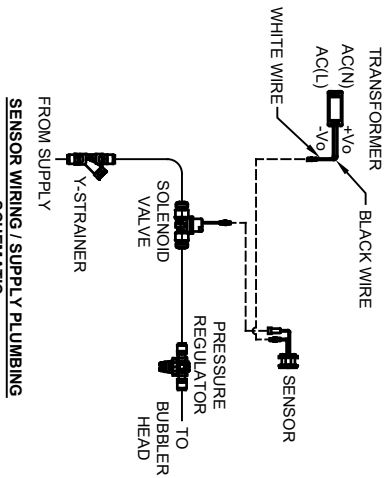 TRANSFORMER
AC(N)
AC(L)
+Vo
-Vo
WHITE WIRE
BLACK WIRE
SENSOR
SOLENOID
VALVE
PRESSURE
REGULATOR
TO
BUBBLER
HEAD
Y-STRAINER
FROM SUPPLY
SENSOR WIRING / SUPPLY PLUMBING
SCHEMATIC